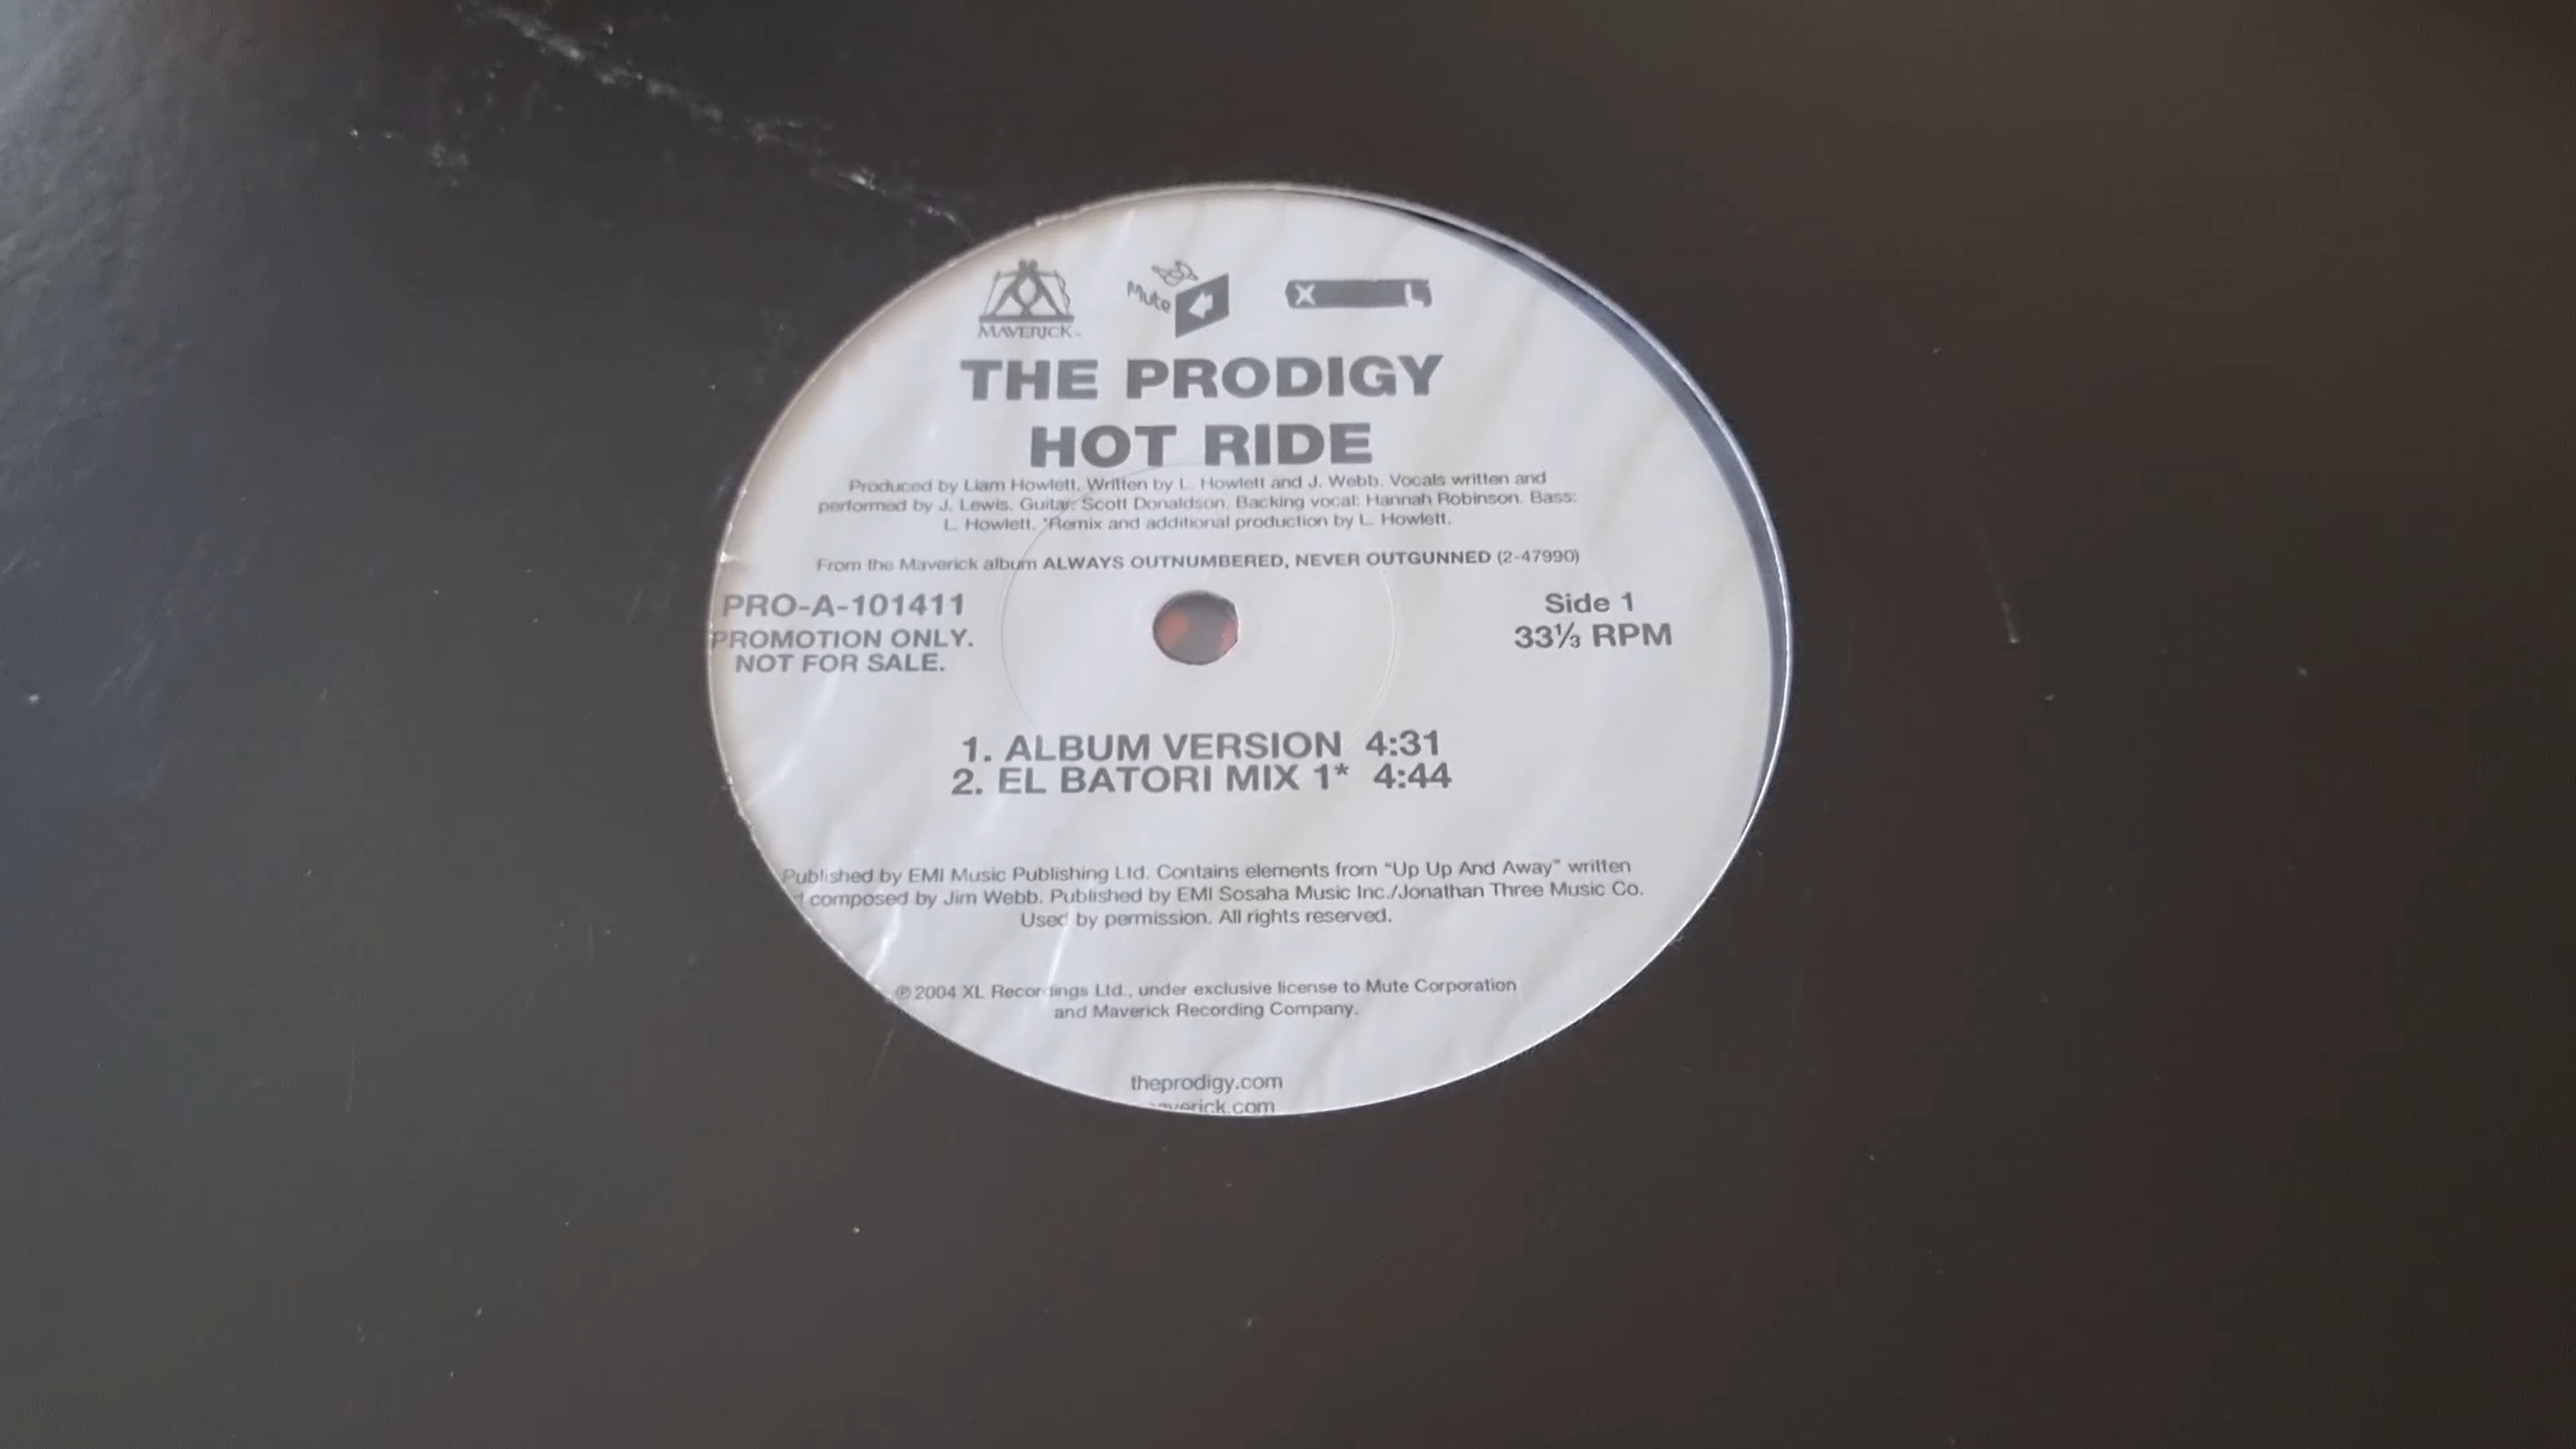 MAVERICK
Mute
THE PRODIGY
HOT RIDE
Produced by Liam Howlett. Written by L. Howlett and J. Webb. Vocals written and
performed by J. Lewis. Guitar: Scott Donaldson. Backing vocal: Hannah Robinson. Bass:
L. Howlett. *Remix and additional production by L. Howlett.
From the Maverick album ALWAYS OUTNUMBERED, NEVER OUTGUNNED (2-47990)
PRO-A-101411
PROMOTION ONLY.
NOT FOR SALE.
Side 1
33⅓ RPM
1. ALBUM VERSION 4:31
2. EL BATORI MIX 1* 4:44
Published by EMI Music Publishing Ltd. Contains elements from “Up Up And Away” written
composed by Jim Webb. Published by EMI Sosaha Music Inc./Jonathan Three Music Co.
Used by permission. All rights reserved.
℗ 2004 XL Recordings Ltd., under exclusive license to Mute Corporation
and Maverick Recording Company.
theprodigy.com